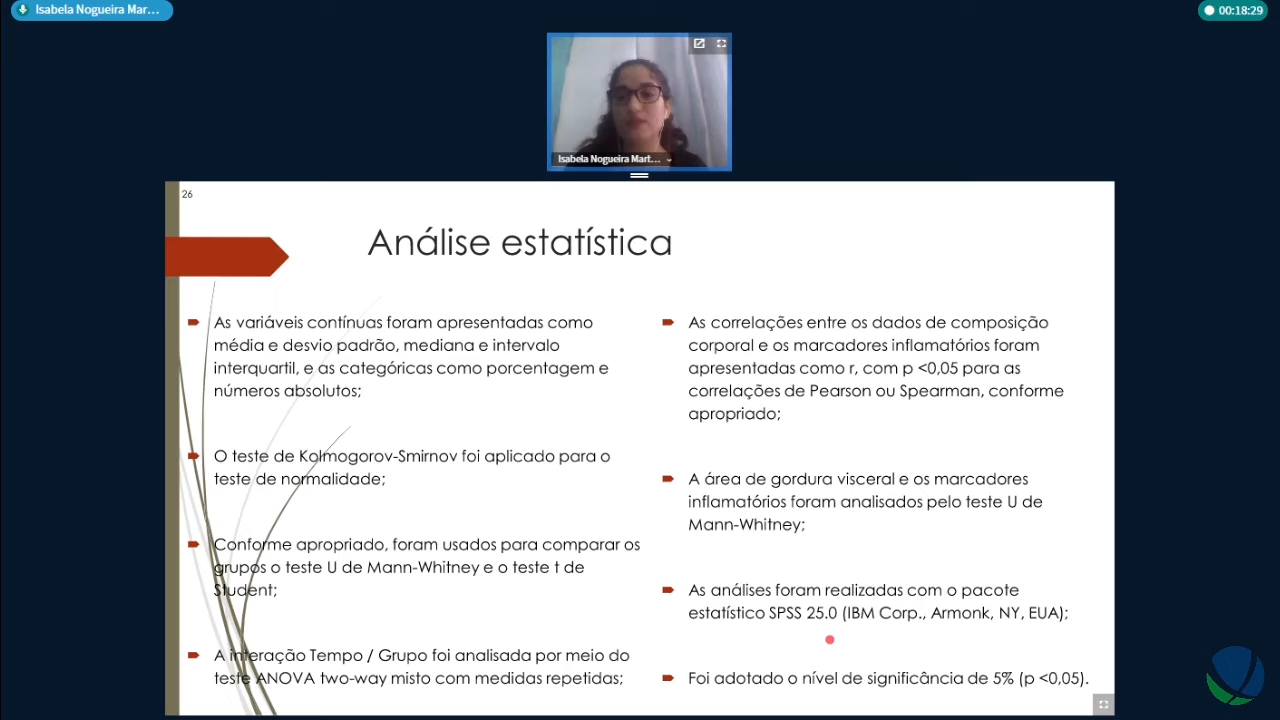 Isabela Nogueira Mar...
00:18:29
Isabela Nogueira Mart...
26
Análise estatística
As variáveis contínuas foram apresentadas como
média e desvio padrão, mediana e intervalo
interquartil, e as categóricas como porcentagem e
números absolutos;
O teste de Kolmogorov-Smirnov foi aplicado para o
teste de normalidade;
Conforme apropriado, foram usados para comparar os
grupos o teste U de Mann-Whitney e o teste t de
Student;
A interação Tempo / Grupo foi analisada por meio do
teste ANOVA two-way misto com medidas repetidas;
As correlações entre os dados de composição
corporal e os marcadores inflamatórios foram
apresentadas como r, com p <0,05 para as
correlações de Pearson ou Spearman, conforme
apropriado;
A área de gordura visceral e os marcadores
inflamatórios foram analisados pelo teste U de
Mann-Whitney;
As análises foram realizadas com o pacote
estatístico SPSS 25.0 (IBM Corp., Armonk, NY, EUA);
Foi adotado o nível de significância de 5% (p <0,05).